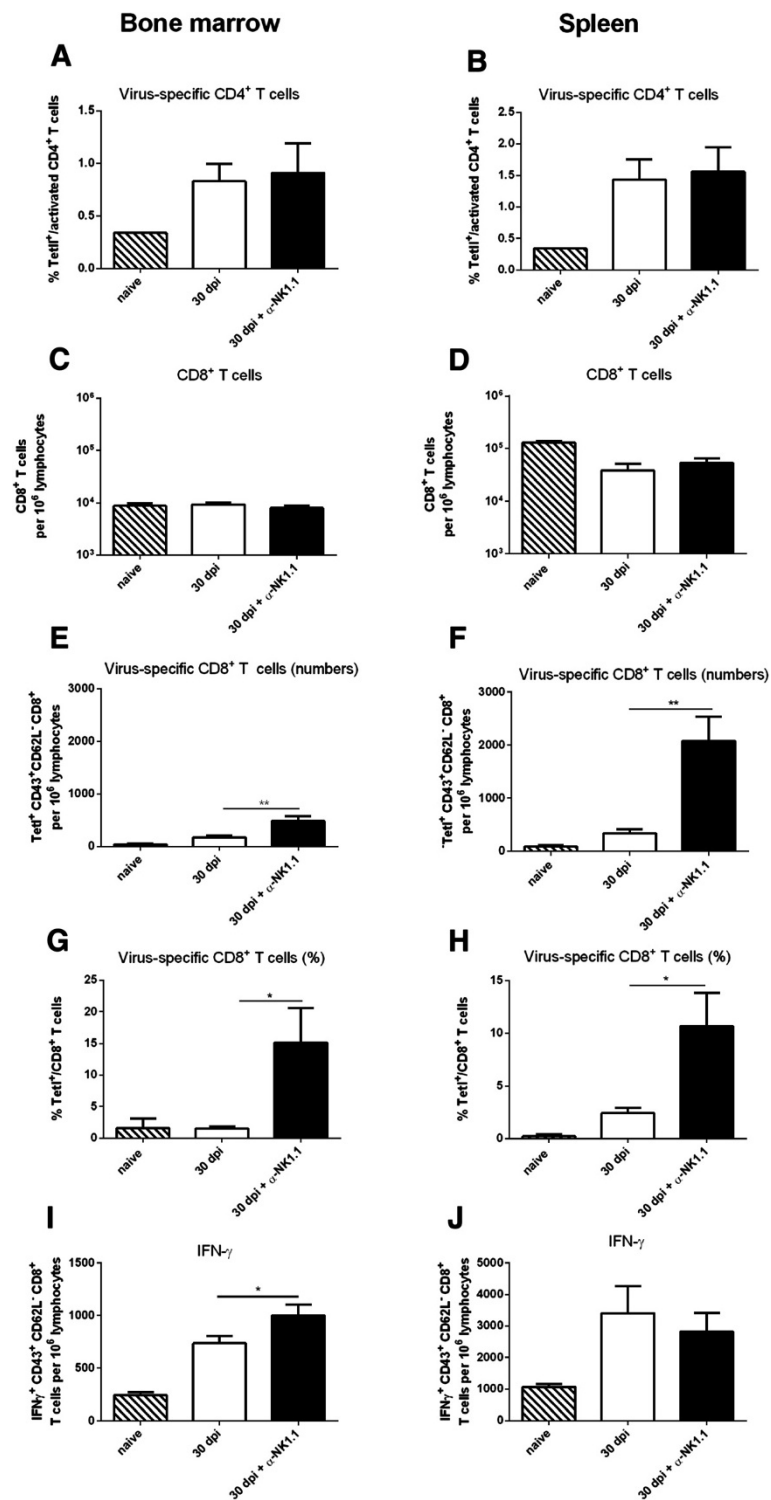 Bone marrow
Spleen
A
Virus-specific CD4⁺ T cells
% TetII⁺/activated CD4⁺ T cells
1.5
1.0
0.5
0.0
naive
30 dpi
30 dpi + α-NK1.1
B
Virus-specific CD4⁺ T cells
% TetII⁺/activated CD4⁺ T cells
2.5
2.0
1.5
1.0
0.5
0.0
naive
30 dpi
30 dpi + α-NK1.1
C
CD8⁺ T cells
CD8⁺ T cells
per 10⁶ lymphocytes
10⁶
10⁵
10⁴
10³
naive
30 dpi
30 dpi + α-NK1.1
D
CD8⁺ T cells
CD8⁺ T cells
per 10⁶ lymphocytes
10⁶
10⁵
10⁴
10³
naive
30 dpi
30 dpi + α-NK1.1
E
Virus-specific CD8⁺ T cells (numbers)
TetI⁺ CD43⁺CD62L⁻ CD8⁺
per 10⁶ lymphocytes
3000
2000
1000
0
**
naive
30 dpi
30 dpi + α-NK1.1
F
Virus-specific CD8⁺ T cells (numbers)
⁻TetI⁺ CD43⁺CD62L⁻ CD8⁺
per 10⁶ lymphocytes
3000
2000
1000
0
**
naive
30 dpi
30 dpi + α-NK1.1
G
Virus-specific CD8⁺ T cells (%)
% TetI⁺/CD8⁺ T cells
25
20
15
10
5
0
*
naive
30 dpi
30 dpi + α-NK1.1
H
Virus-specific CD8⁺ T cells (%)
% TetI⁺/CD8⁺ T cells
15
10
5
0
*
naive
30 dpi
30 dpi + α-NK1.1
I
IFN-γ
IFNγ⁺ CD43⁺ CD62L⁻ CD8⁺
T cells per 10⁶ lymphocytes
1500
1000
500
0
*
naive
30 dpi
30 dpi + α-NK1.1
J
IFN-γ
IFNγ⁺ CD43⁺ CD62L⁻ CD8⁺
T cells per 10⁶ lymphocytes
5000
4000
3000
2000
1000
0
naive
30 dpi
30 dpi + α-NK1.1